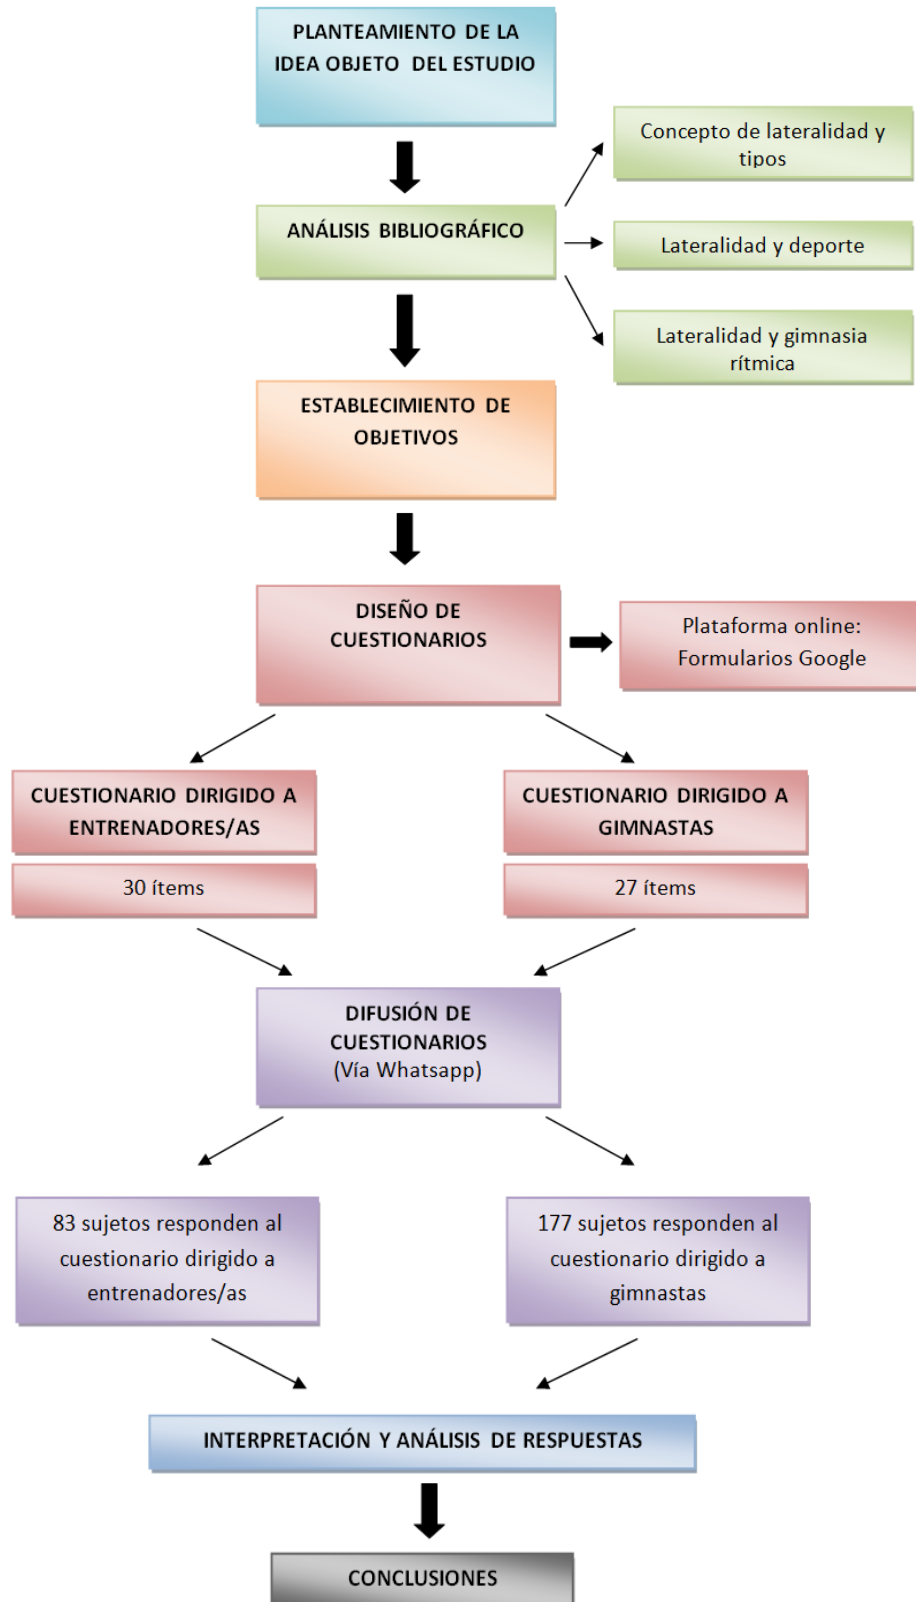 PLANTEAMIENTO DE LA
IDEA OBJETO DEL ESTUDIO
Concepto de lateralidad y
tipos
ANÁLISIS BIBLIOGRÁFICO
Lateralidad y deporte
Lateralidad y gimnasia
rítmica
ESTABLECIMIENTO DE
OBJETIVOS
DISEÑO DE
CUESTIONARIOS
Plataforma online:
Formularios Google
CUESTIONARIO DIRIGIDO A
ENTRENADORES/AS
30 ítems
CUESTIONARIO DIRIGIDO A
GIMNASTAS
27 ítems
DIFUSIÓN DE
CUESTIONARIOS
(Vía Whatsapp)
83 sujetos responden al
cuestionario dirigido a
entrenadores/as
177 sujetos responden al
cuestionario dirigido a
gimnastas
INTERPRETACIÓN Y ANÁLISIS DE RESPUESTAS
CONCLUSIONES